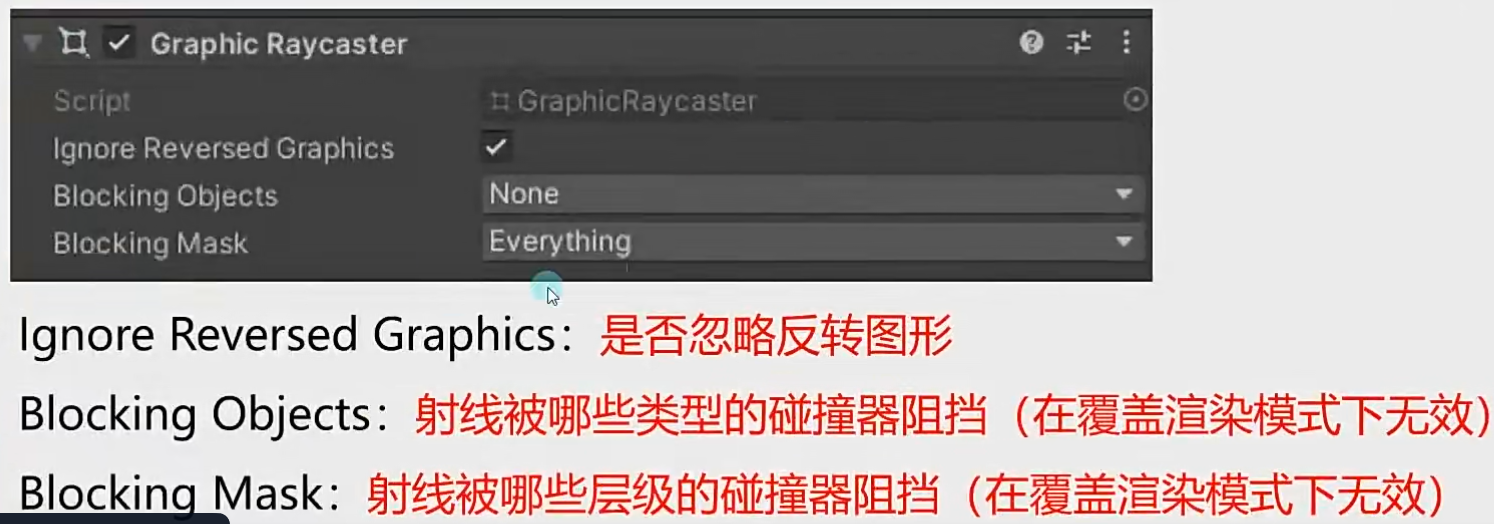 Graphic Raycaster
Script GraphicRaycaster
Ignore Reversed Graphics
Blocking Objects None
Blocking Mask Everything
Ignore Reversed Graphics：是否忽略反转图形
Blocking Objects：射线被哪些类型的碰撞器阻挡（在覆盖渲染模式下无效）
Blocking Mask：射线被哪些层级的碰撞器阻挡（在覆盖渲染模式下无效）